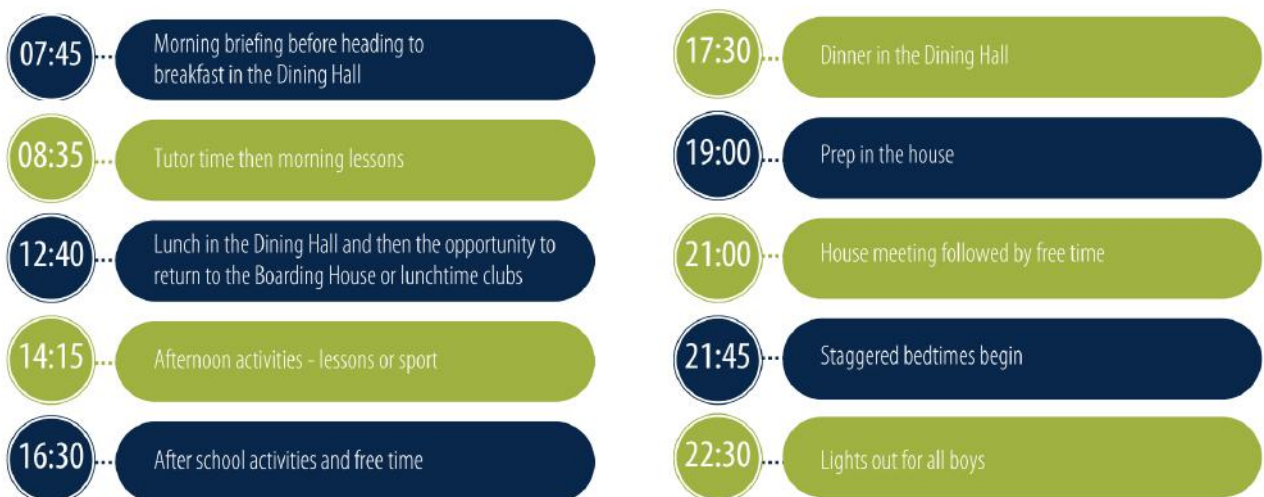 07:45
Morning briefing before heading to
breakfast in the Dining Hall
08:35
Tutor time then morning lessons
12:40
Lunch in the Dining Hall and then the opportunity to
return to the Boarding House or lunchtime clubs
14:15
Afternoon activities - lessons or sport
16:30
After school activities and free time
17:30
Dinner in the Dining Hall
19:00
Prep in the house
21:00
House meeting followed by free time
21:45
Staggered bedtimes begin
22:30
Lights out for all boys